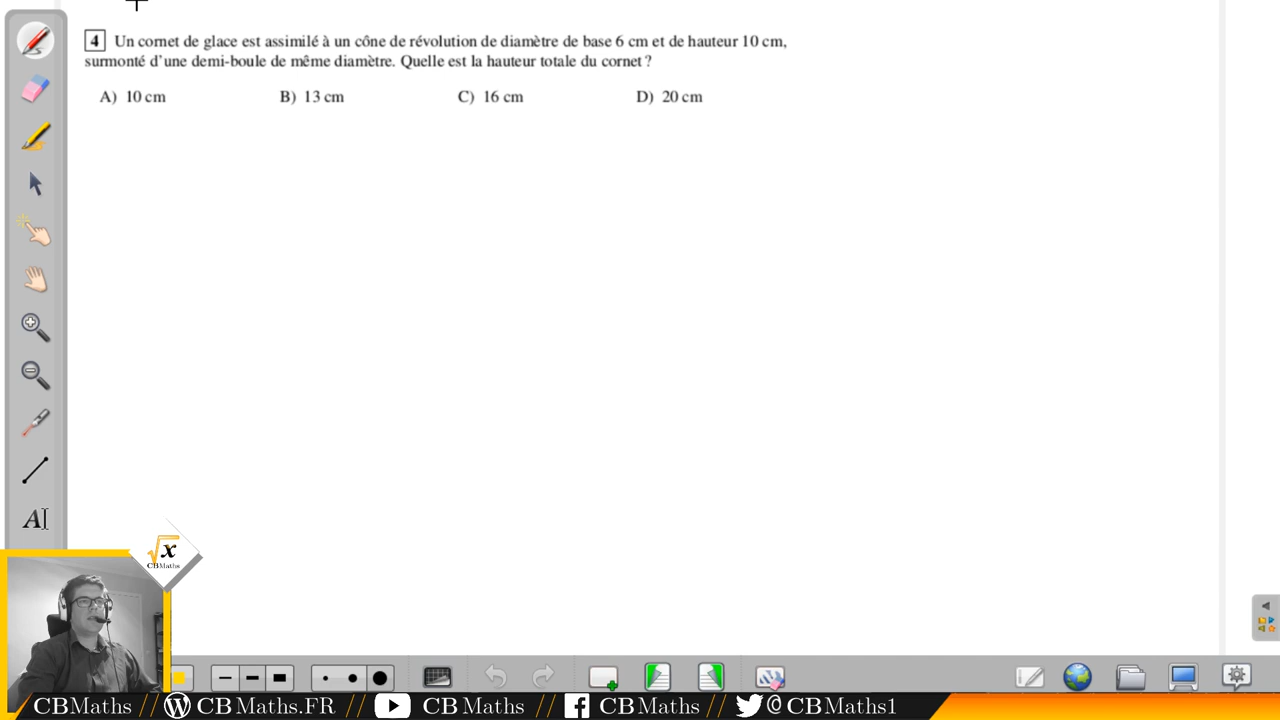 4 Un cornet de glace est assimilé à un cône de révolution de diamètre de base 6 cm et de hauteur 10 cm,
surmonté d'une demi-boule de même diamètre. Quelle est la hauteur totale du cornet ?
A) 10 cm B) 13 cm C) 16 cm D) 20 cm
A
√x
CBMaths
CBMaths // CBMaths.FR // CBMaths // CBMaths // @CBMaths1